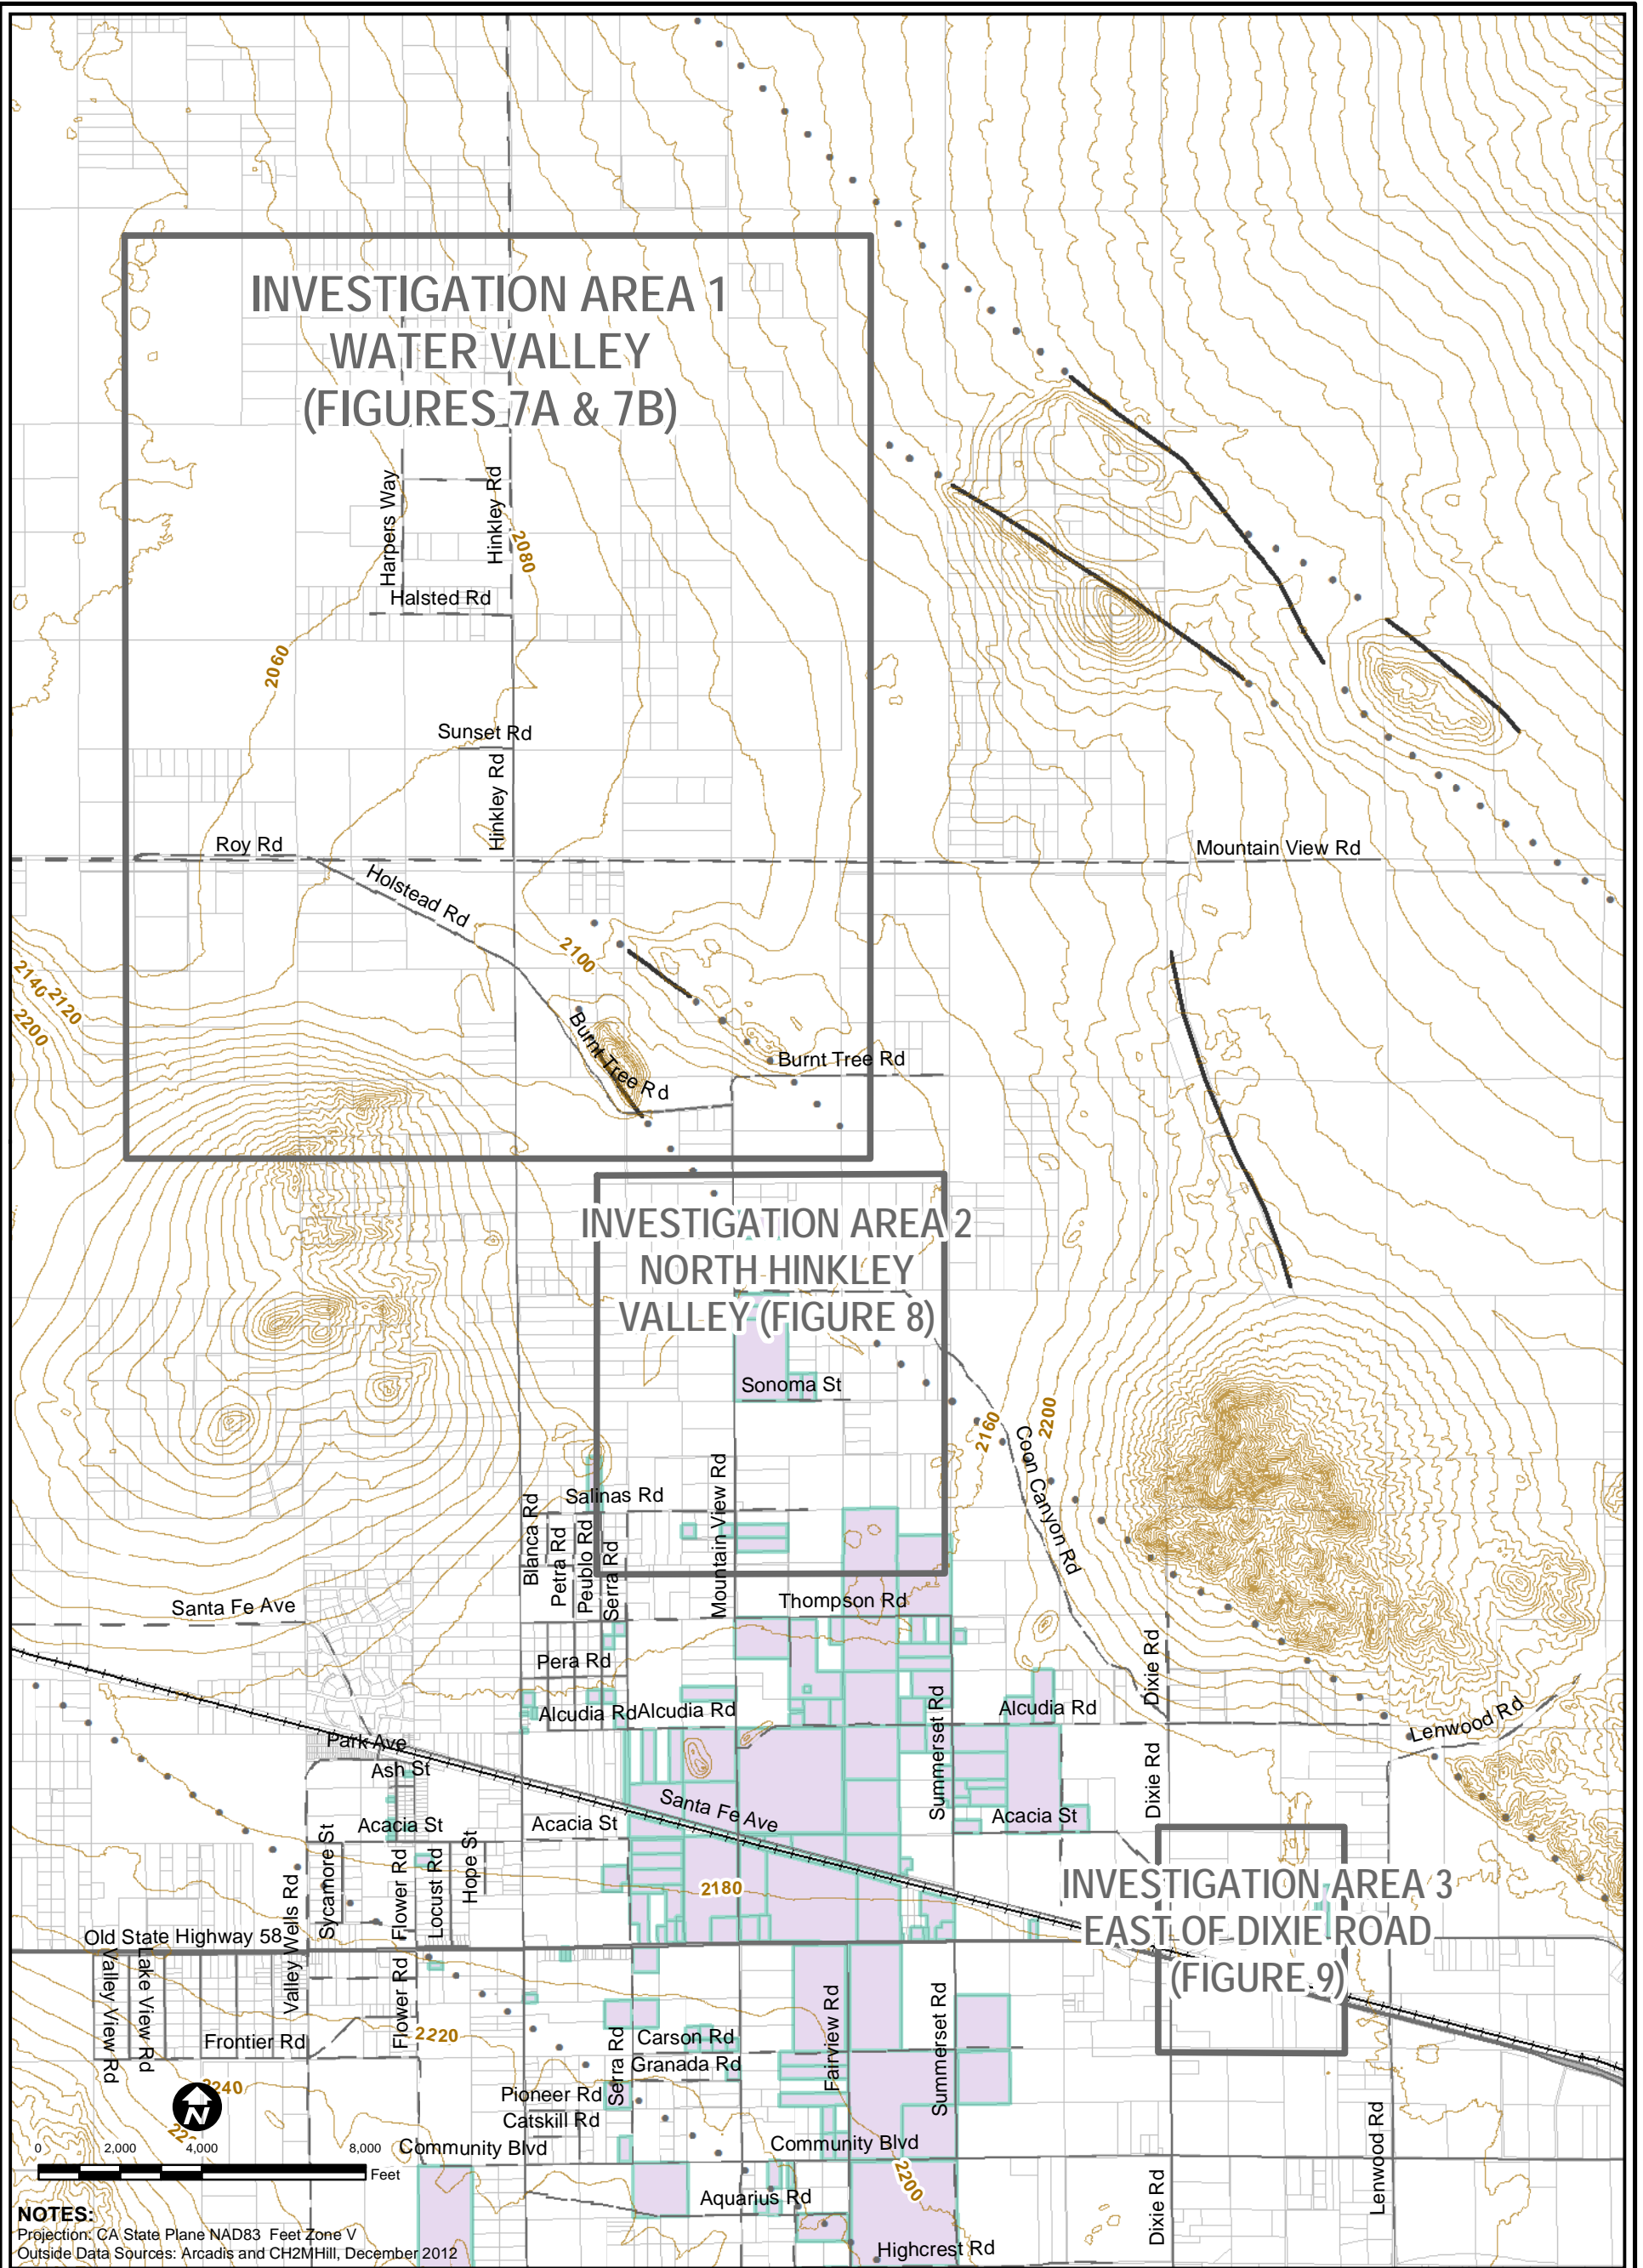 INVESTIGATION AREA 1
WATER VALLEY
(FIGURES 7A & 7B)
Harpers Way
Hinkley Rd
2080
Halsted Rd
2060
Sunset Rd
Hinkley Rd
Roy Rd
Mountain View Rd
Holstead Rd
2100
2140
2120
2200
Burnt Tree Rd
Burnt Tree Rd
INVESTIGATION AREA 2
NORTH HINKLEY
VALLEY (FIGURE 8)
Sonoma St
2160
2200
Coon Canyon Rd
Salinas Rd
Mountain View Rd
Blanca Rd
Petra Rd
Peublo Rd
Serra Rd
Santa Fe Ave
Thompson Rd
Pera Rd
Dixie Rd
Alcudia Rd
Alcudia Rd
Summerset Rd
Alcudia Rd
Lenwood Rd
Park Ave
Ash St
Dixie Rd
Santa Fe Ave
Acacia St
Acacia St
Acacia St
Sycamore St
Flower Rd
Locust Rd
Hope St
2180
INVESTIGATION AREA 3
EAST OF DIXIE ROAD
(FIGURE 9)
Old State Highway 58
Valley Wells Rd
Valley View Rd
Lake View Rd
Flower Rd
Frontier Rd
2220
Serra Rd
Carson Rd
Granada Rd
Fairview Rd
Summerset Rd
2240
N
Pioneer Rd
Catskill Rd
Community Blvd
Community Blvd
0 2,000 4,000 8,000
Feet
2200
Aquarius Rd
Dixie Rd
Lenwood Rd
Highcrest Rd
NOTES:
Projection: CA State Plane NAD83 Feet Zone V
Outside Data Sources: Arcadis and CH2MHill, December 2012